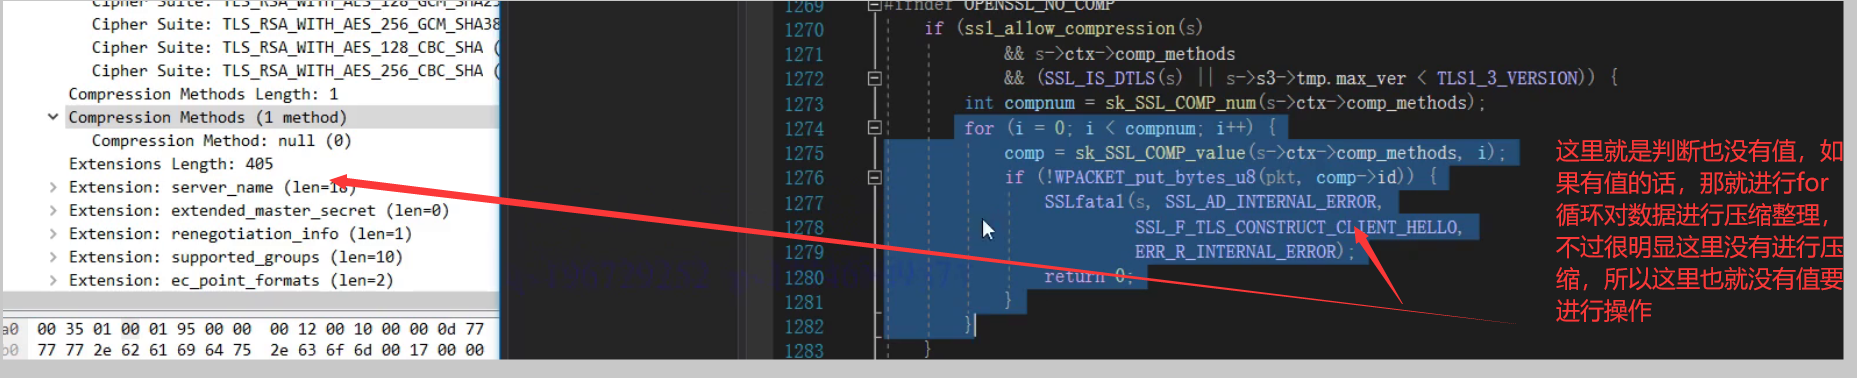 Cipher Suite: TLS_RSA_WITH_AES_128_GCM_SHA25
Cipher Suite: TLS_RSA_WITH_AES_256_GCM_SHA38
Cipher Suite: TLS_RSA_WITH_AES_128_CBC_SHA (
Cipher Suite: TLS_RSA_WITH_AES_256_CBC_SHA (
Compression Methods Length: 1
Compression Methods (1 method)
Compression Method: null (0)
Extensions Length: 405
Extension: server_name (len=18)
Extension: extended_master_secret (len=0)
Extension: renegotiation_info (len=1)
Extension: supported_groups (len=10)
Extension: ec_point_formats (len=2)
a0 00 35 01 00 01 95 00 00 00 12 00 10 00 00 0d 77
b0 77 77 2e 62 61 69 64 75 2e 63 6f 6d 00 17 00 00
1269 #ifndef OPENSSL_NO_COMP
1270 if (ssl_allow_compression(s)
1271 && s->ctx->comp_methods
1272 && (SSL_IS_DTLS(s) || s->s3->tmp.max_ver < TLS1_3_VERSION)) {
1273 int compnum = sk_SSL_COMP_num(s->ctx->comp_methods);
1274 for (i = 0; i < compnum; i++) {
1275 comp = sk_SSL_COMP_value(s->ctx->comp_methods, i);
1276 if (!WPACKET_put_bytes_u8(pkt, comp->id)) {
1277 SSLfatal(s, SSL_AD_INTERNAL_ERROR,
1278 SSL_F_TLS_CONSTRUCT_CLIENT_HELLO,
1279 ERR_R_INTERNAL_ERROR);
1280 return 0;
1281 }
1282 }
1283 }
这里就是判断也没有值，如
果有值的话，那就进行for
循环对数据进行压缩整理，
不过很明显这里没有进行压
缩，所以这里也就没有值要
进行操作